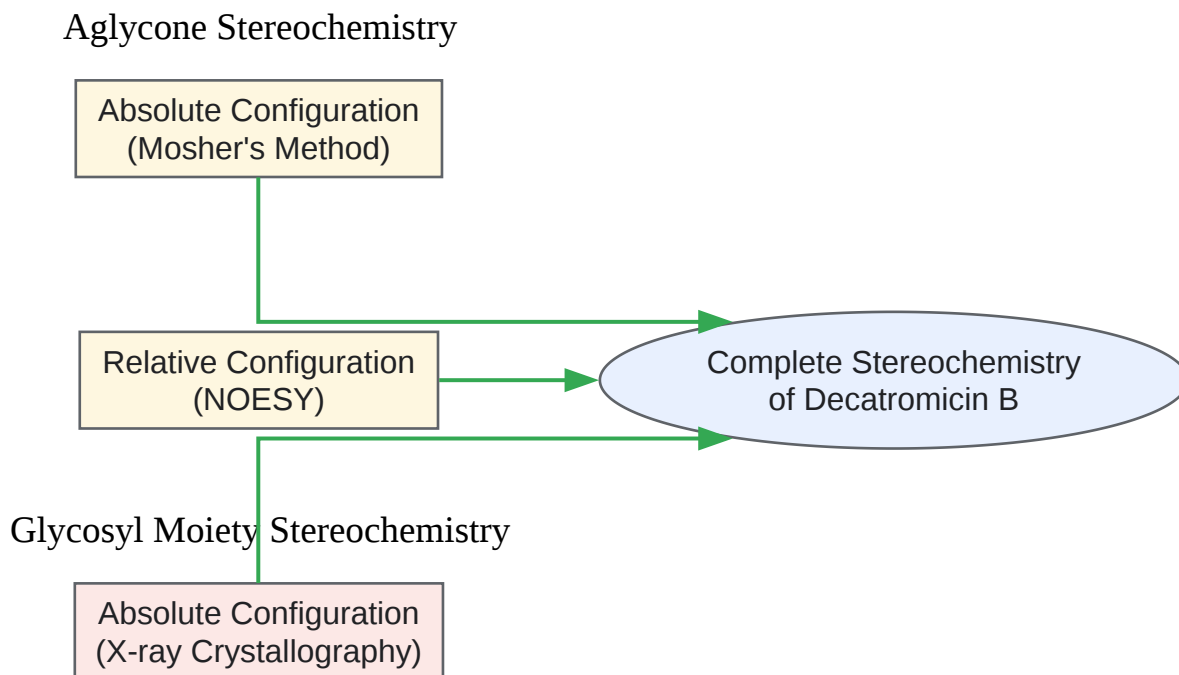 Aglycone Stereochemistry
Absolute Configuration
(Mosher's Method)
Relative Configuration
(NOESY)
Complete Stereochemistry
of Decatromicin B
Glycosyl Moiety Stereochemistry
Absolute Configuration
(X-ray Crystallography)